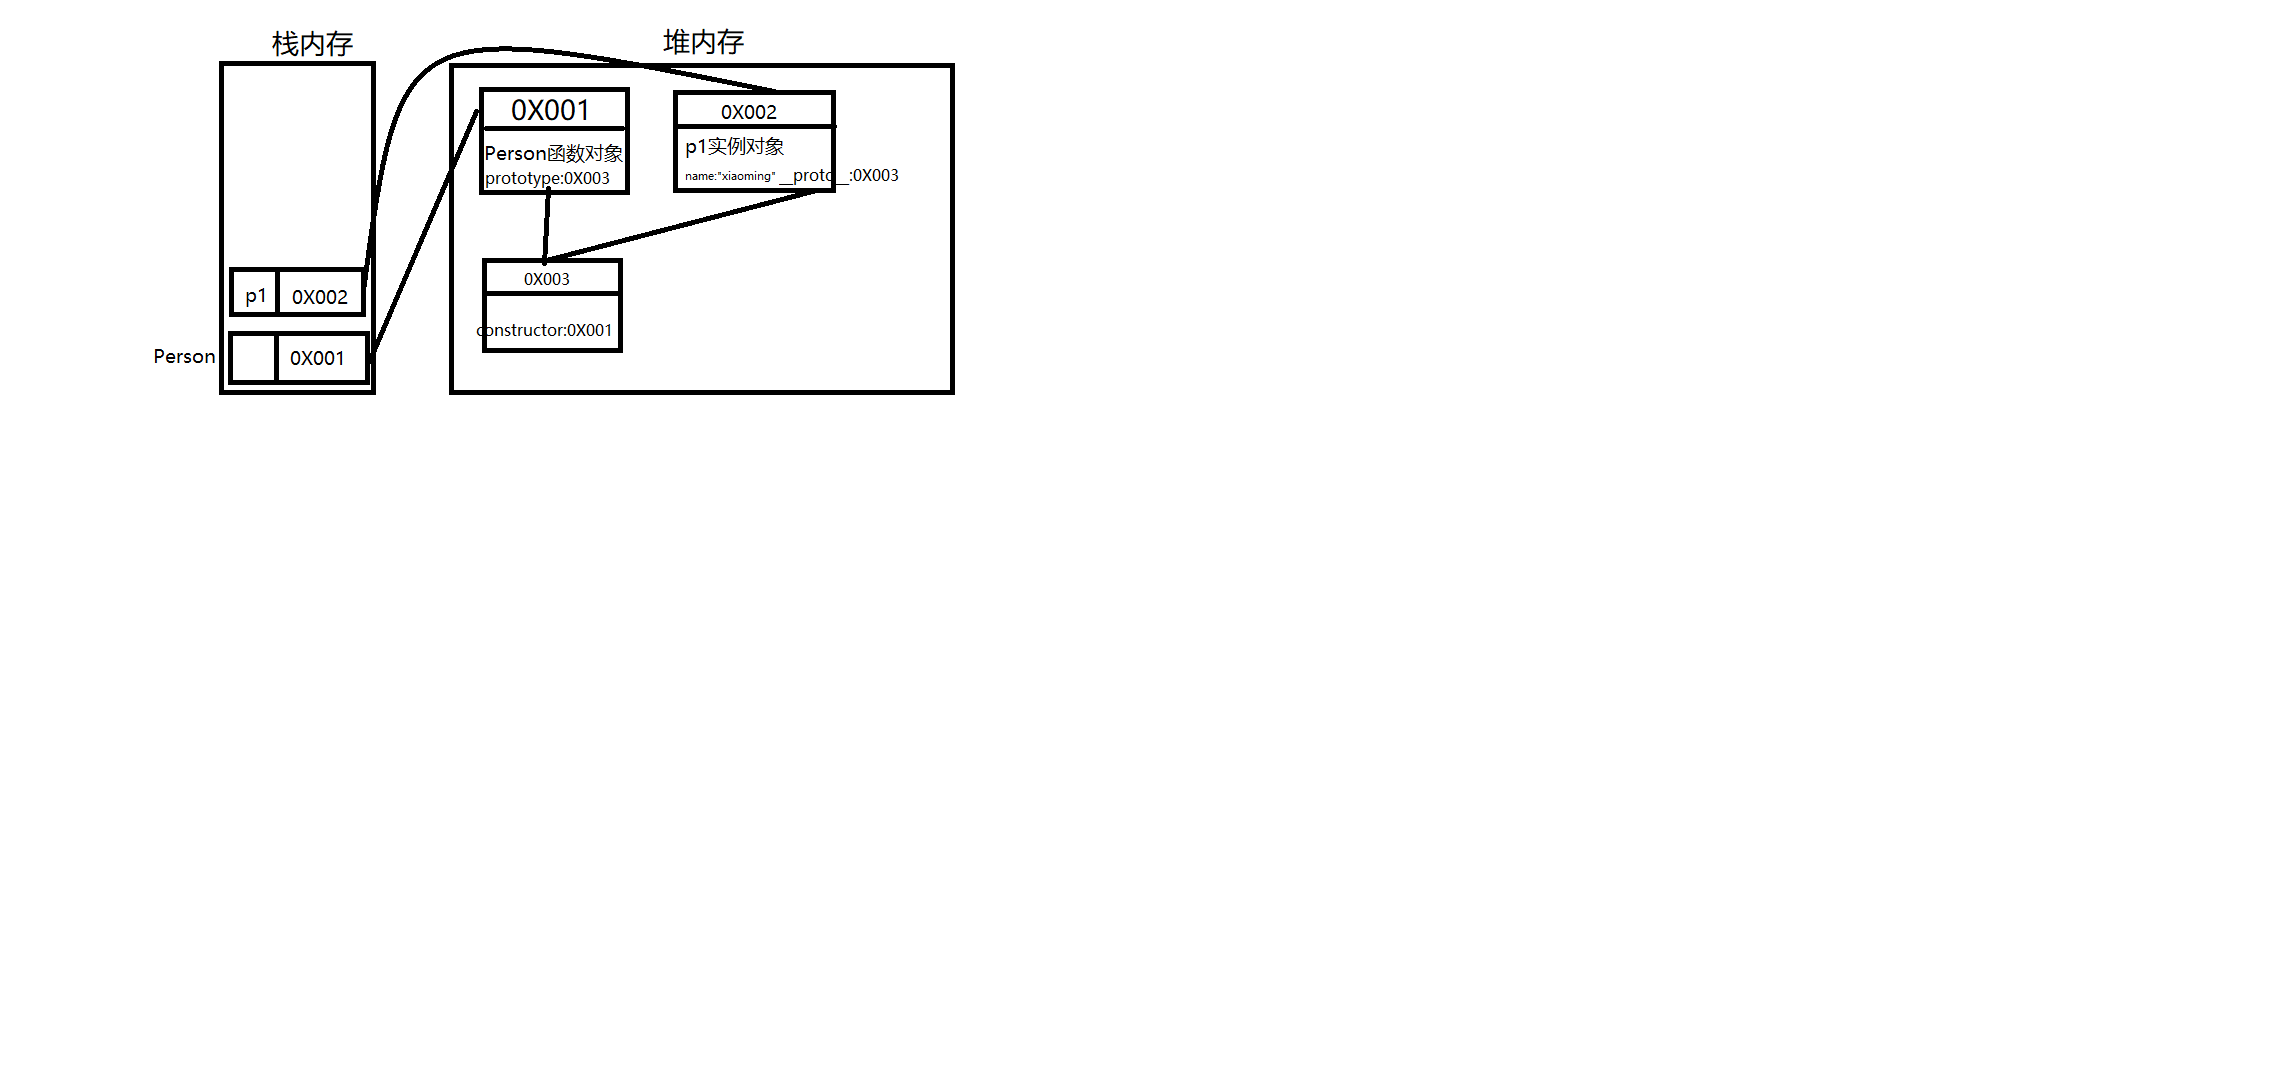 栈内存
堆内存
0X001
Person函数对象
prototype:0X003
0X002
p1实例对象
name:"xiaoming" __proto__:0X003
0X003
constructor:0X001
p1 0X002
Person 0X001